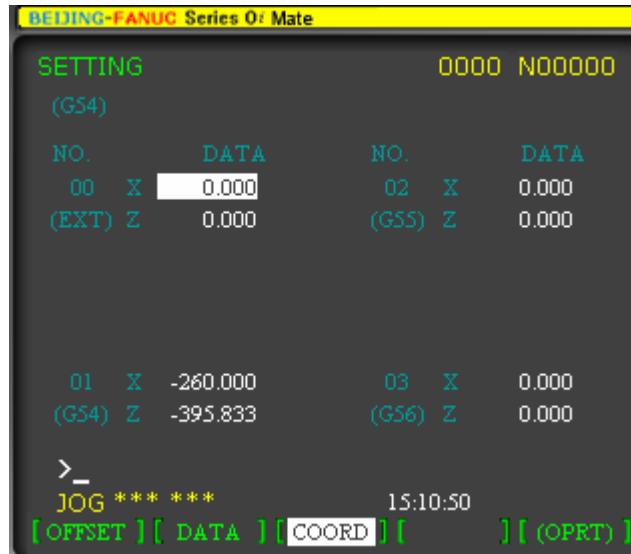 BEIJING-FANUC Series 0i Mate
SETTING 0000 N00000
(G54)
NO. DATA NO. DATA
00 X 0.000 02 X 0.000
(EXT) Z 0.000 (G55) Z 0.000
01 X -260.000 03 X 0.000
(G54) Z -395.833 (G56) Z 0.000
>_
JOG *** *** 15:10:50
[ OFFSET ] [ DATA ] [ COORD ] [ ] [ (OPRT) ]